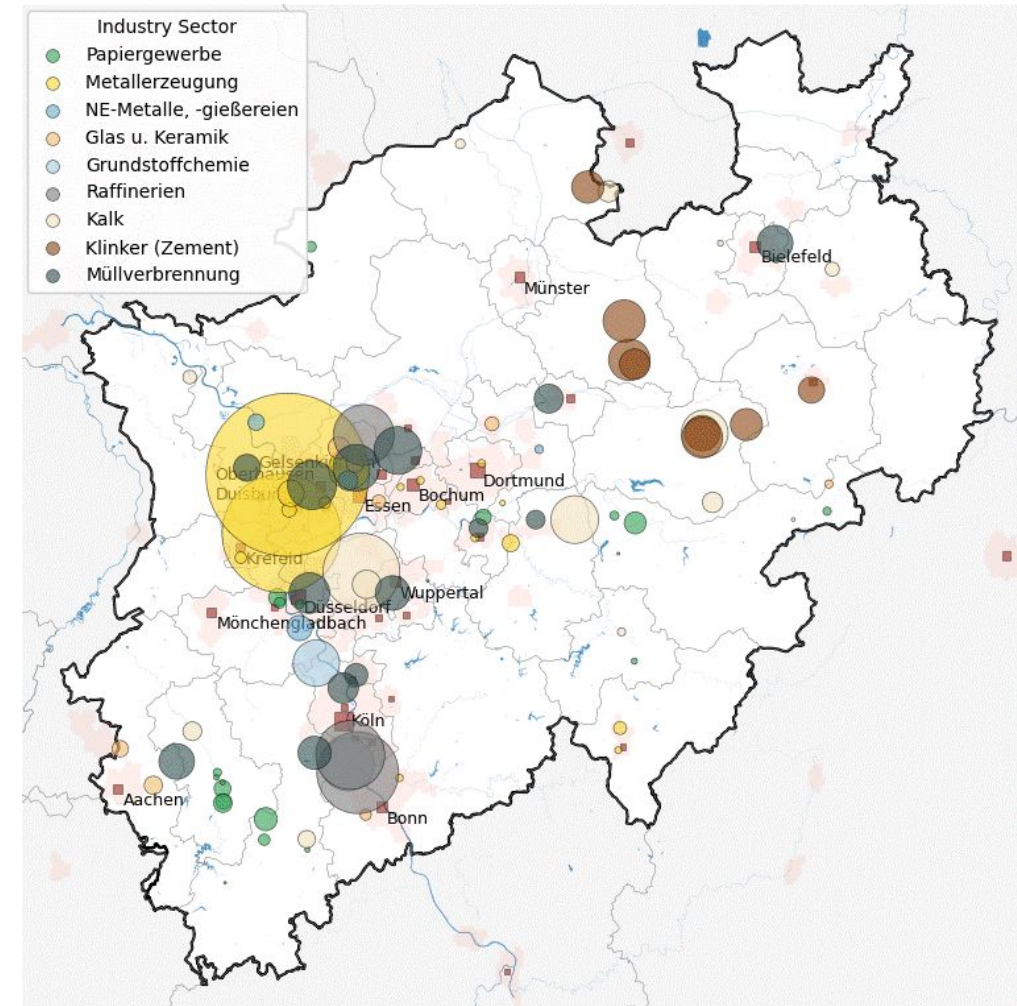 Industry Sector
Papiergewerbe
Metallerzeugung
NE-Metalle, -gießereien
Glas u. Keramik
Grundstoffchemie
Raffinerien
Kalk
Klinker (Zement)
Müllverbrennung
Bielefeld
Münster
Oberhausen
Duisburg
Essen
Bochum
Dortmund
Krefeld
Wuppertal
Düsseldorf
Mönchengladbach
Köln
Aachen
Bonn